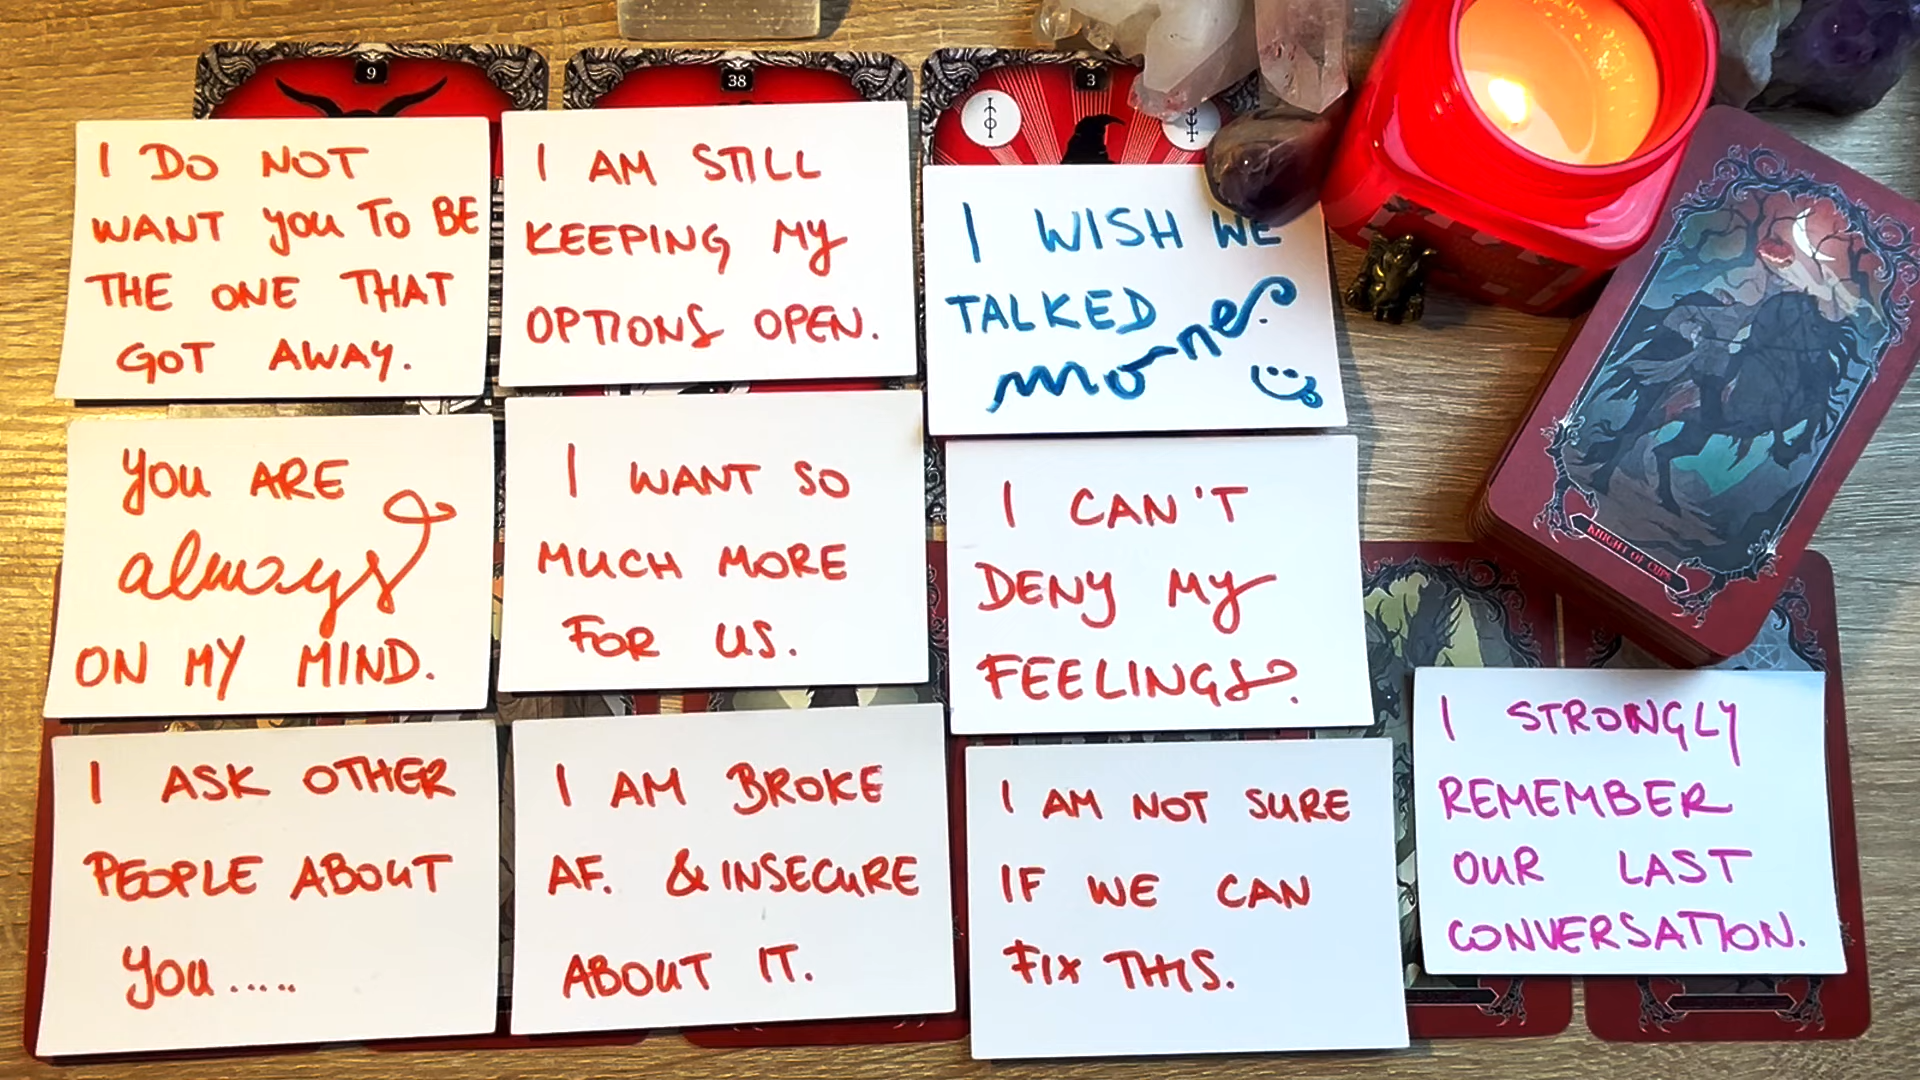 9
38
3
I DO NOT
WANT YOU TO BE
THE ONE THAT
GOT AWAY.
I AM STILL
KEEPING MY
OPTIONS OPEN.
I WISH WE
TALKED
more.
YOU ARE
always
ON MY MIND.
I WANT SO
MUCH MORE
FOR US.
I CAN'T
DENY MY
FEELINGS.
I ASK OTHER
PEOPLE ABOUT
YOU.....
I AM BROKE
AF. & INSECURE
ABOUT IT.
I AM NOT SURE
IF WE CAN
FIX THIS.
I STRONGLY
REMEMBER
OUR LAST
CONVERSATION.
KNIGHT OF CUPS